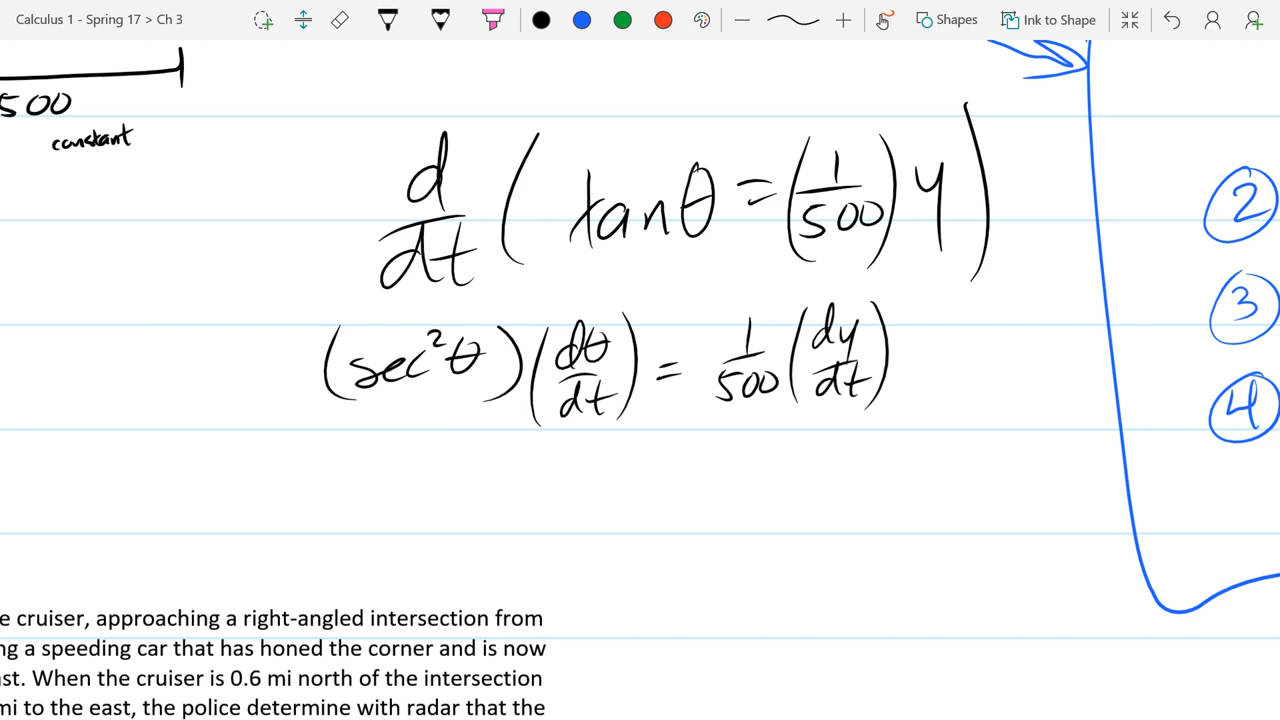 Calculus 1 - Spring 17 > Ch 3
Shapes
Ink to Shape
500
constant
d/dt ( tanθ = (1/500) y )
(sec²θ)(dθ/dt) = 1/500 (dy/dt)
2
3
4
e cruiser, approaching a right-angled intersection from
ng a speeding car that has honed the corner and is now
ast. When the cruiser is 0.6 mi north of the intersection
mi to the east, the police determine with radar that the